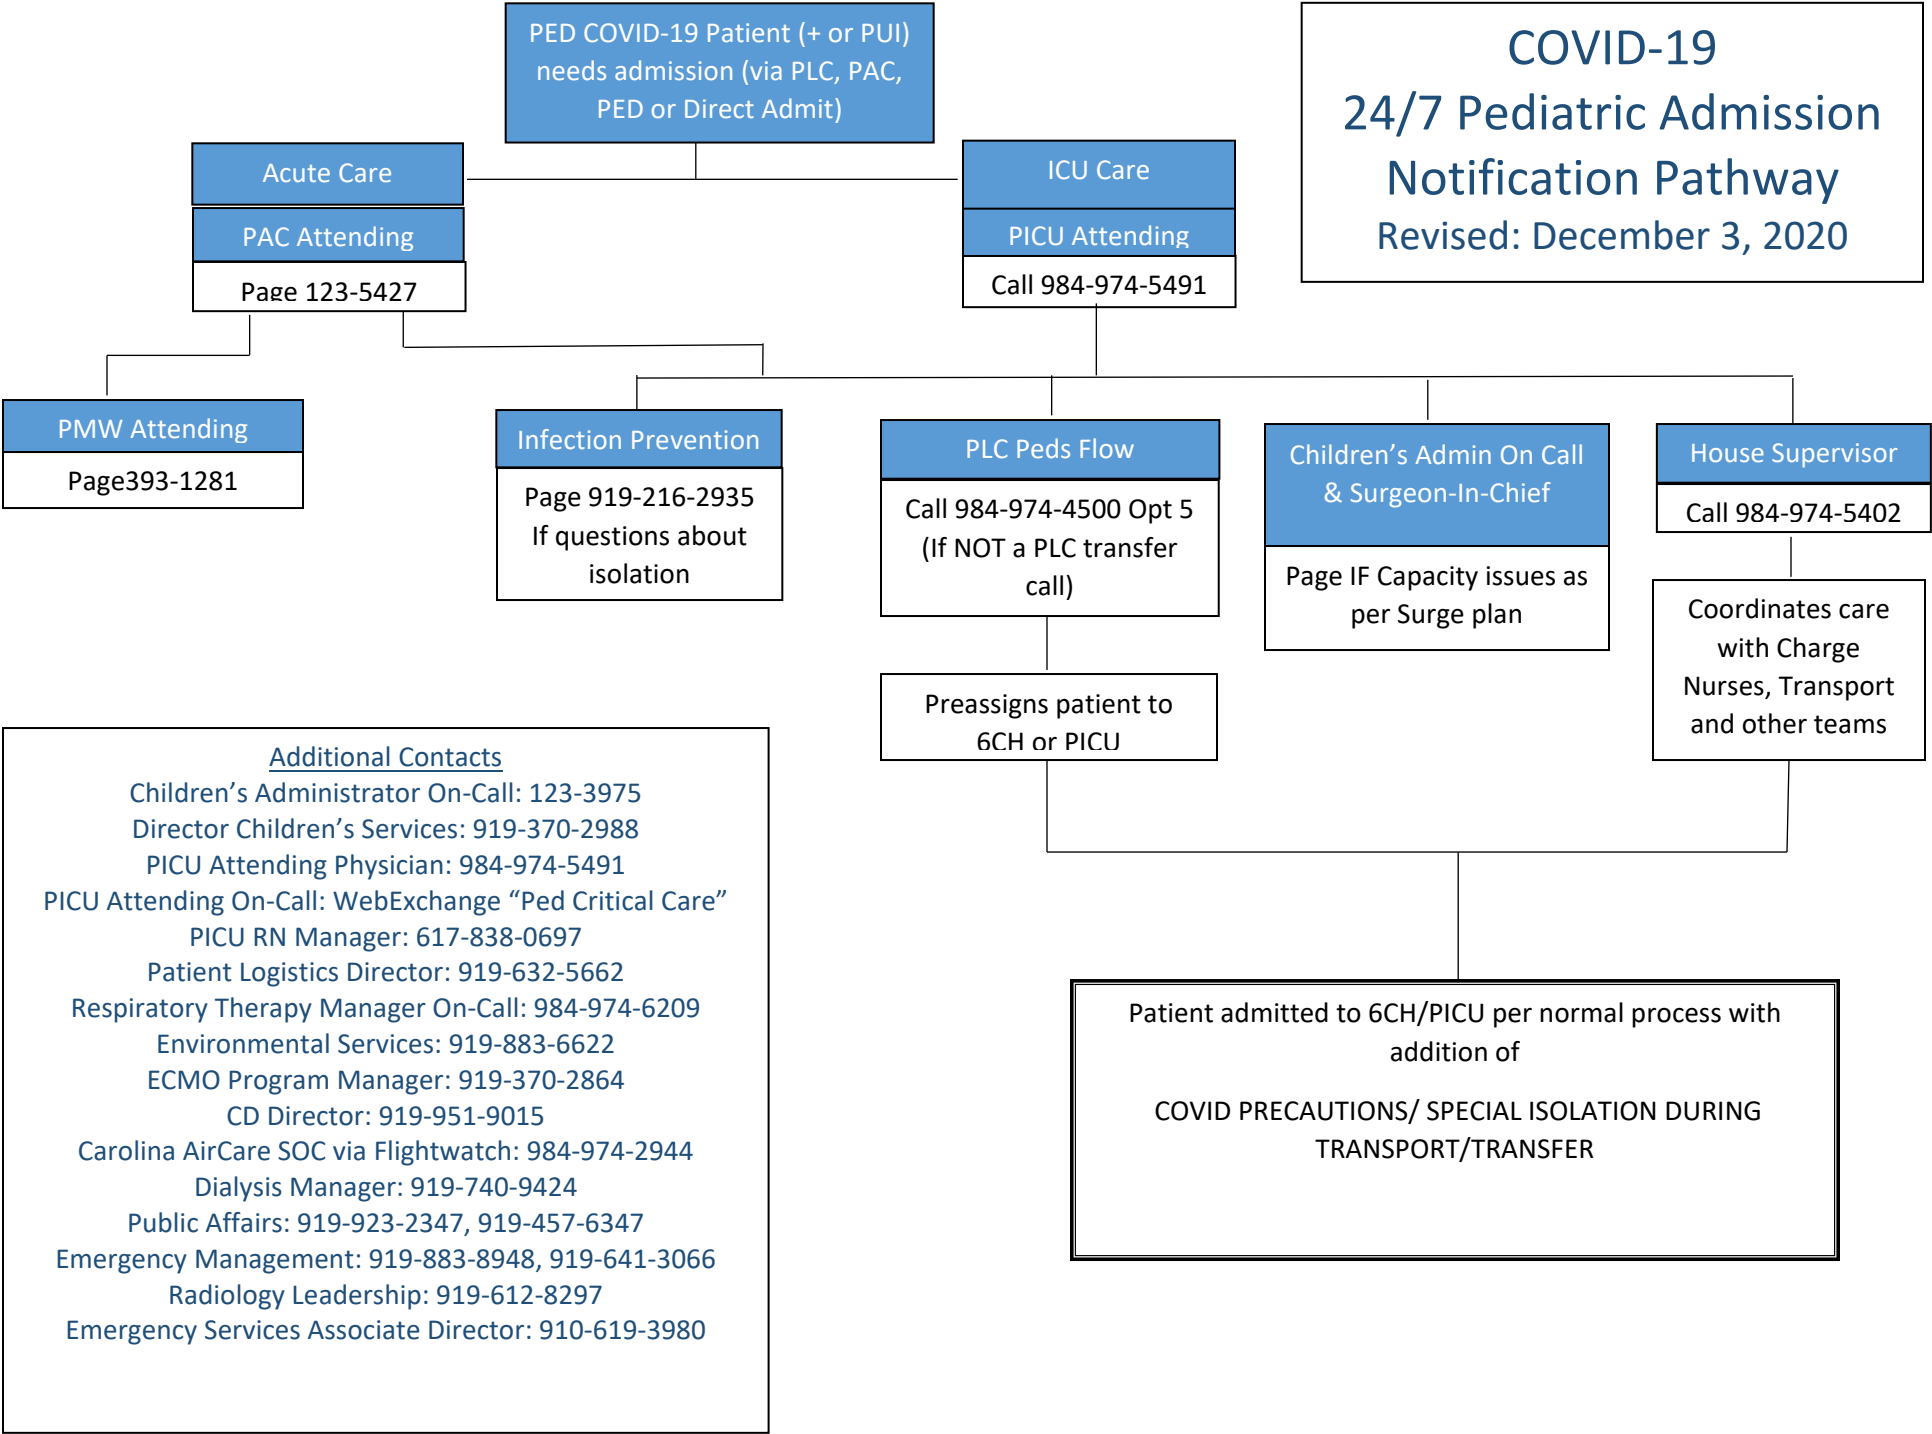 PED COVID-19 Patient (+ or PUI)
needs admission (via PLC, PAC,
PED or Direct Admit)
COVID-19
24/7 Pediatric Admission
Notification Pathway
Revised: December 3, 2020
Acute Care
PAC Attending
Page 123-5427
ICU Care
PICU Attending
Call 984-974-5491
PMW Attending
Page393-1281
Infection Prevention
Page 919-216-2935
If questions about
isolation
PLC Peds Flow
Call 984-974-4500 Opt 5
(If NOT a PLC transfer
call)
Preassigns patient to
6CH or PICU
Children’s Admin On Call
& Surgeon-In-Chief
Page IF Capacity issues as
per Surge plan
House Supervisor
Call 984-974-5402
Coordinates care
with Charge
Nurses, Transport
and other teams
Additional Contacts
Children’s Administrator On-Call: 123-3975
Director Children’s Services: 919-370-2988
PICU Attending Physician: 984-974-5491
PICU Attending On-Call: WebExchange “Ped Critical Care”
PICU RN Manager: 617-838-0697
Patient Logistics Director: 919-632-5662
Respiratory Therapy Manager On-Call: 984-974-6209
Environmental Services: 919-883-6622
ECMO Program Manager: 919-370-2864
CD Director: 919-951-9015
Carolina AirCare SOC via Flightwatch: 984-974-2944
Dialysis Manager: 919-740-9424
Public Affairs: 919-923-2347, 919-457-6347
Emergency Management: 919-883-8948, 919-641-3066
Radiology Leadership: 919-612-8297
Emergency Services Associate Director: 910-619-3980
Patient admitted to 6CH/PICU per normal process with
addition of
COVID PRECAUTIONS/ SPECIAL ISOLATION DURING
TRANSPORT/TRANSFER